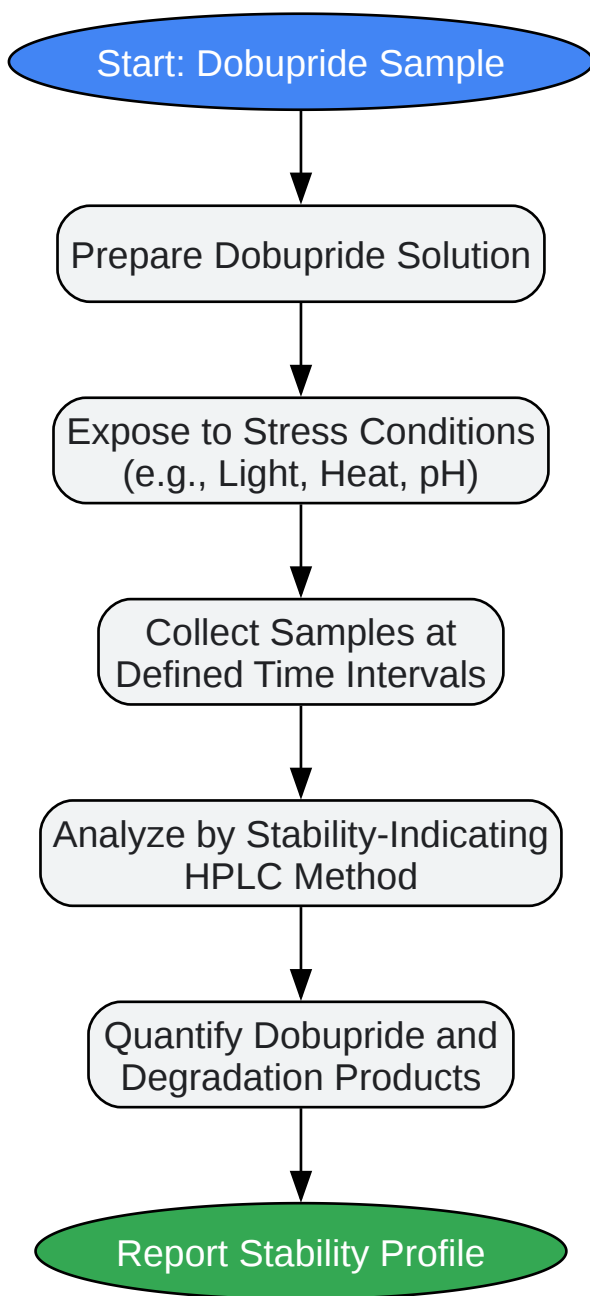 Start: Dobupride Sample
Prepare Dobupride Solution
Expose to Stress Conditions
(e.g., Light, Heat, pH)
Collect Samples at
Defined Time Intervals
Analyze by Stability-Indicating
HPLC Method
Quantify Dobupride and
Degradation Products
Report Stability Profile